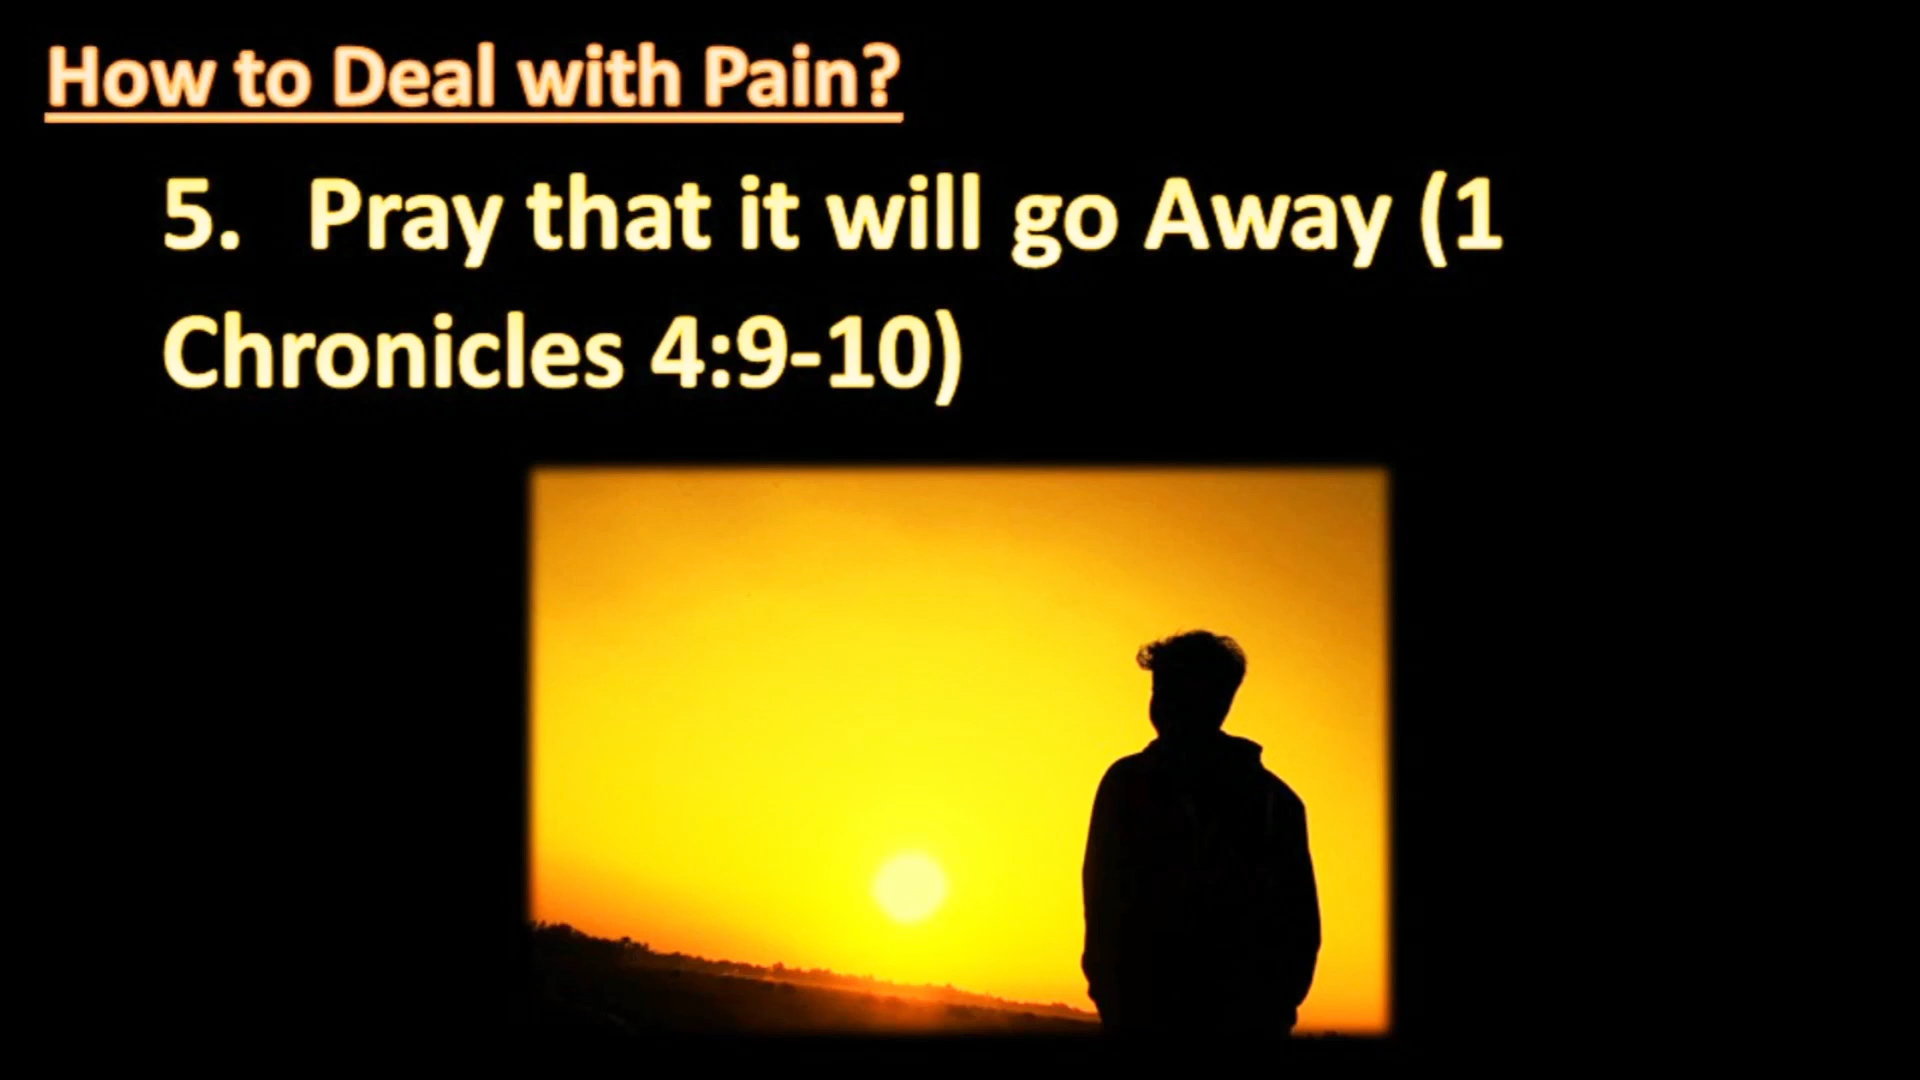 How to Deal with Pain?
5. Pray that it will go Away (1
Chronicles 4:9-10)